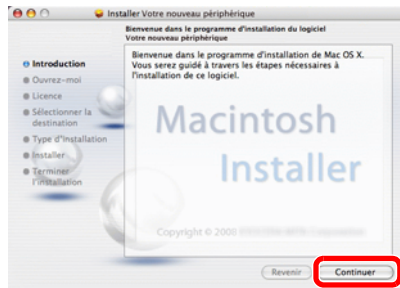 Installer Votre nouveau périphérique
Bienvenue dans le programme d'installation du logiciel
Votre nouveau périphérique
Introduction
Ouvrez-moi
Licence
Sélectionner la
destination
Type d'installation
Installer
Terminer
l'installation
Bienvenue dans le programme d'installation de Mac OS X.
Vous serez guidé à travers les étapes nécessaires à
l'installation de ce logiciel.
Macintosh
Installer
Copyright © 2000
Revenir
Continuer